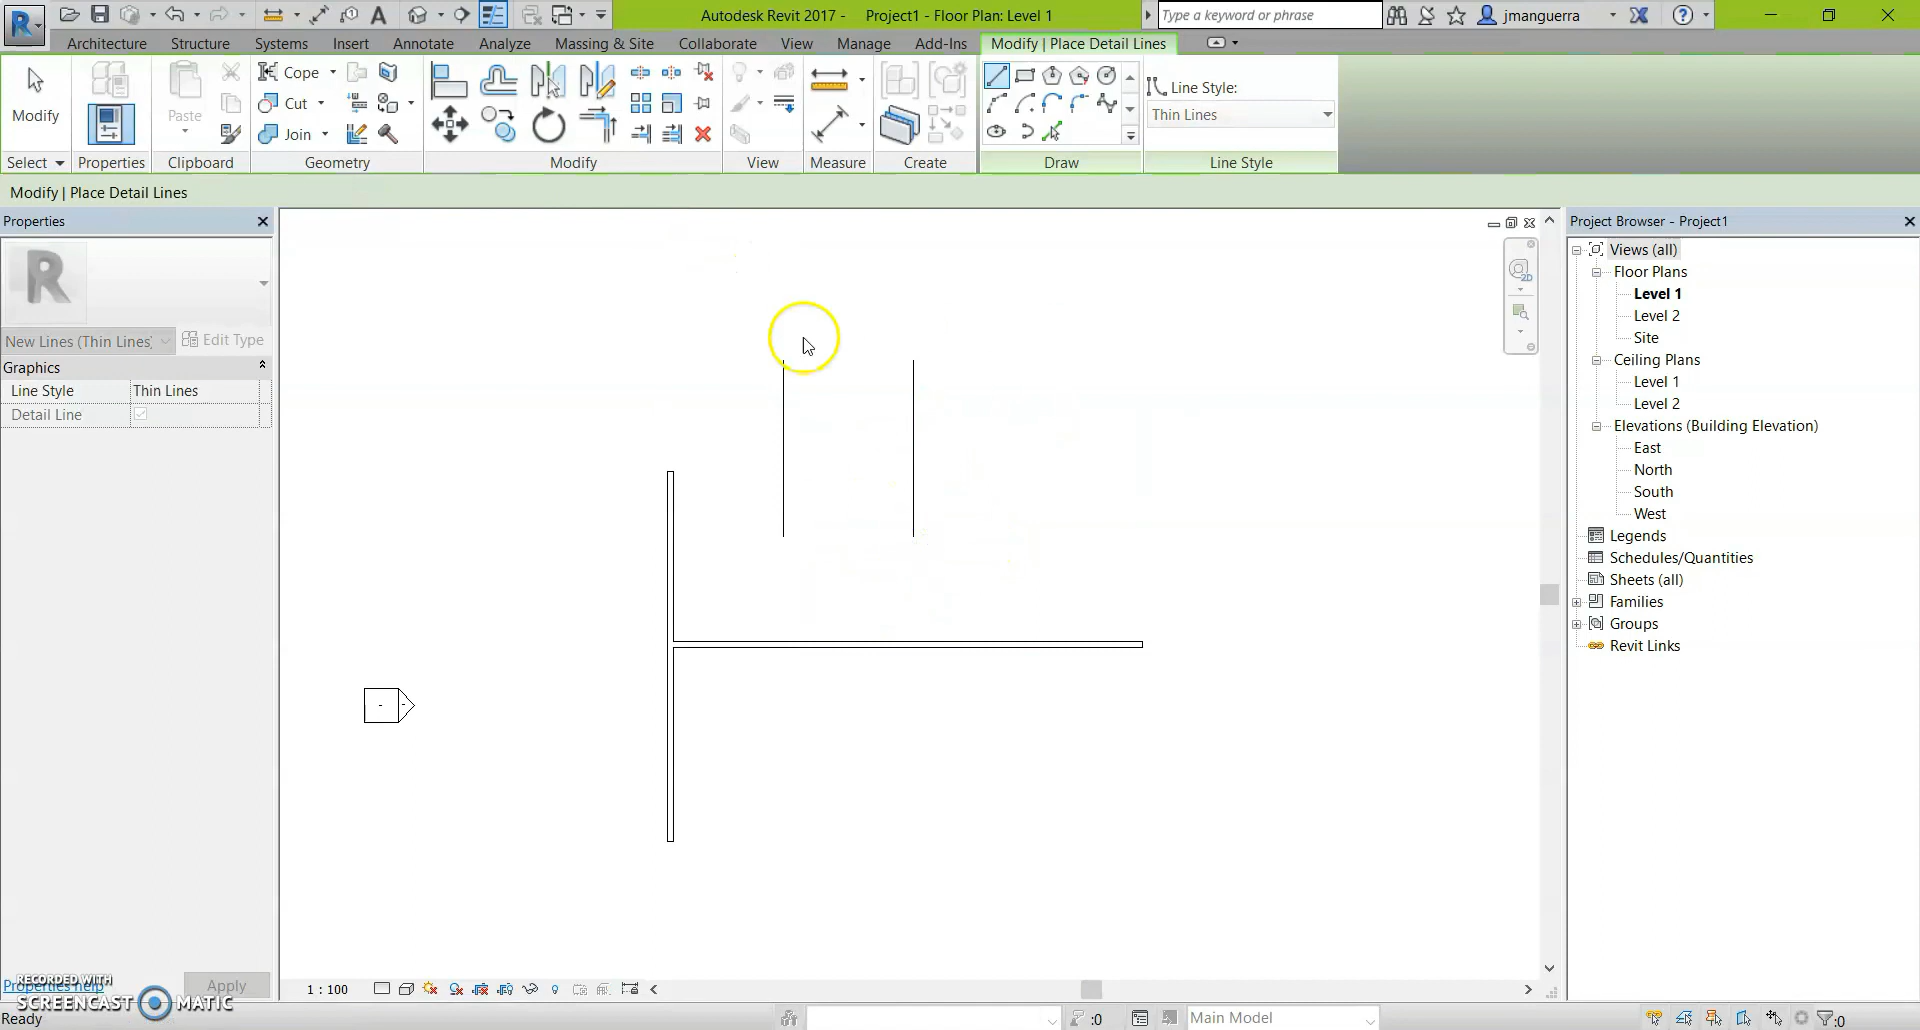 Autodesk Revit 2017 - Project1 - Floor Plan: Level 1
Type a keyword or phrase
jmanguerra
Architecture Structure Systems Insert Annotate Analyze Massing & Site Collaborate View Manage Add-Ins Modify | Place Detail Lines
Modify
Paste
Cope
Cut
Join
Line Style:
Thin Lines
Select Properties Clipboard Geometry Modify View Measure Create Draw Line Style
Modify | Place Detail Lines
Properties
New Lines (Thin Lines)
Edit Type
Graphics
Line Style Thin Lines
Detail Line
Properties help
Apply
RECORDED WITH
SCREENCAST MATIC
2D
1 : 100
Project Browser - Project1
Views (all)
Floor Plans
Level 1
Level 2
Site
Ceiling Plans
Level 1
Level 2
Elevations (Building Elevation)
East
North
South
West
Legends
Schedules/Quantities
Sheets (all)
Families
Groups
Revit Links
Ready
:0
Main Model
:0